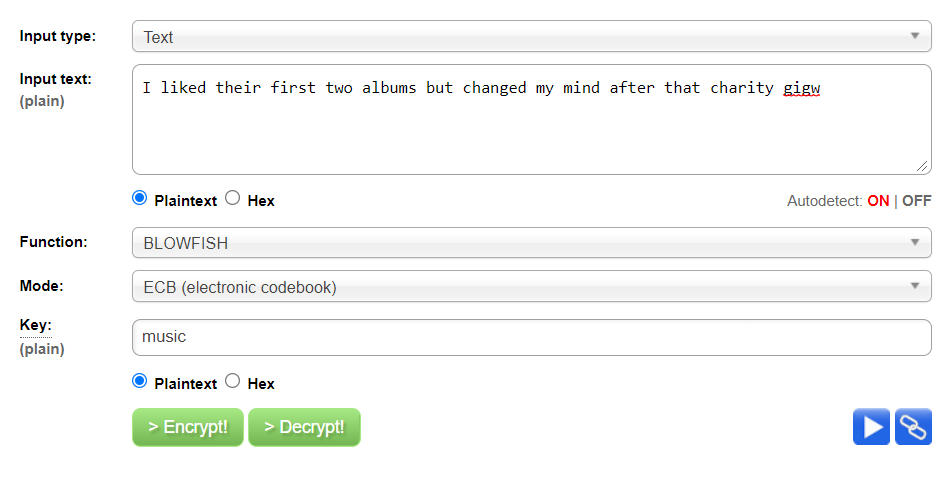 Input type:
Text
Input text:
(plain)
I liked their first two albums but changed my mind after that charity gigw
Plaintext Hex
Autodetect: ON | OFF
Function:
BLOWFISH
Mode:
ECB (electronic codebook)
Key:
(plain)
music
Plaintext Hex
> Encrypt! > Decrypt!